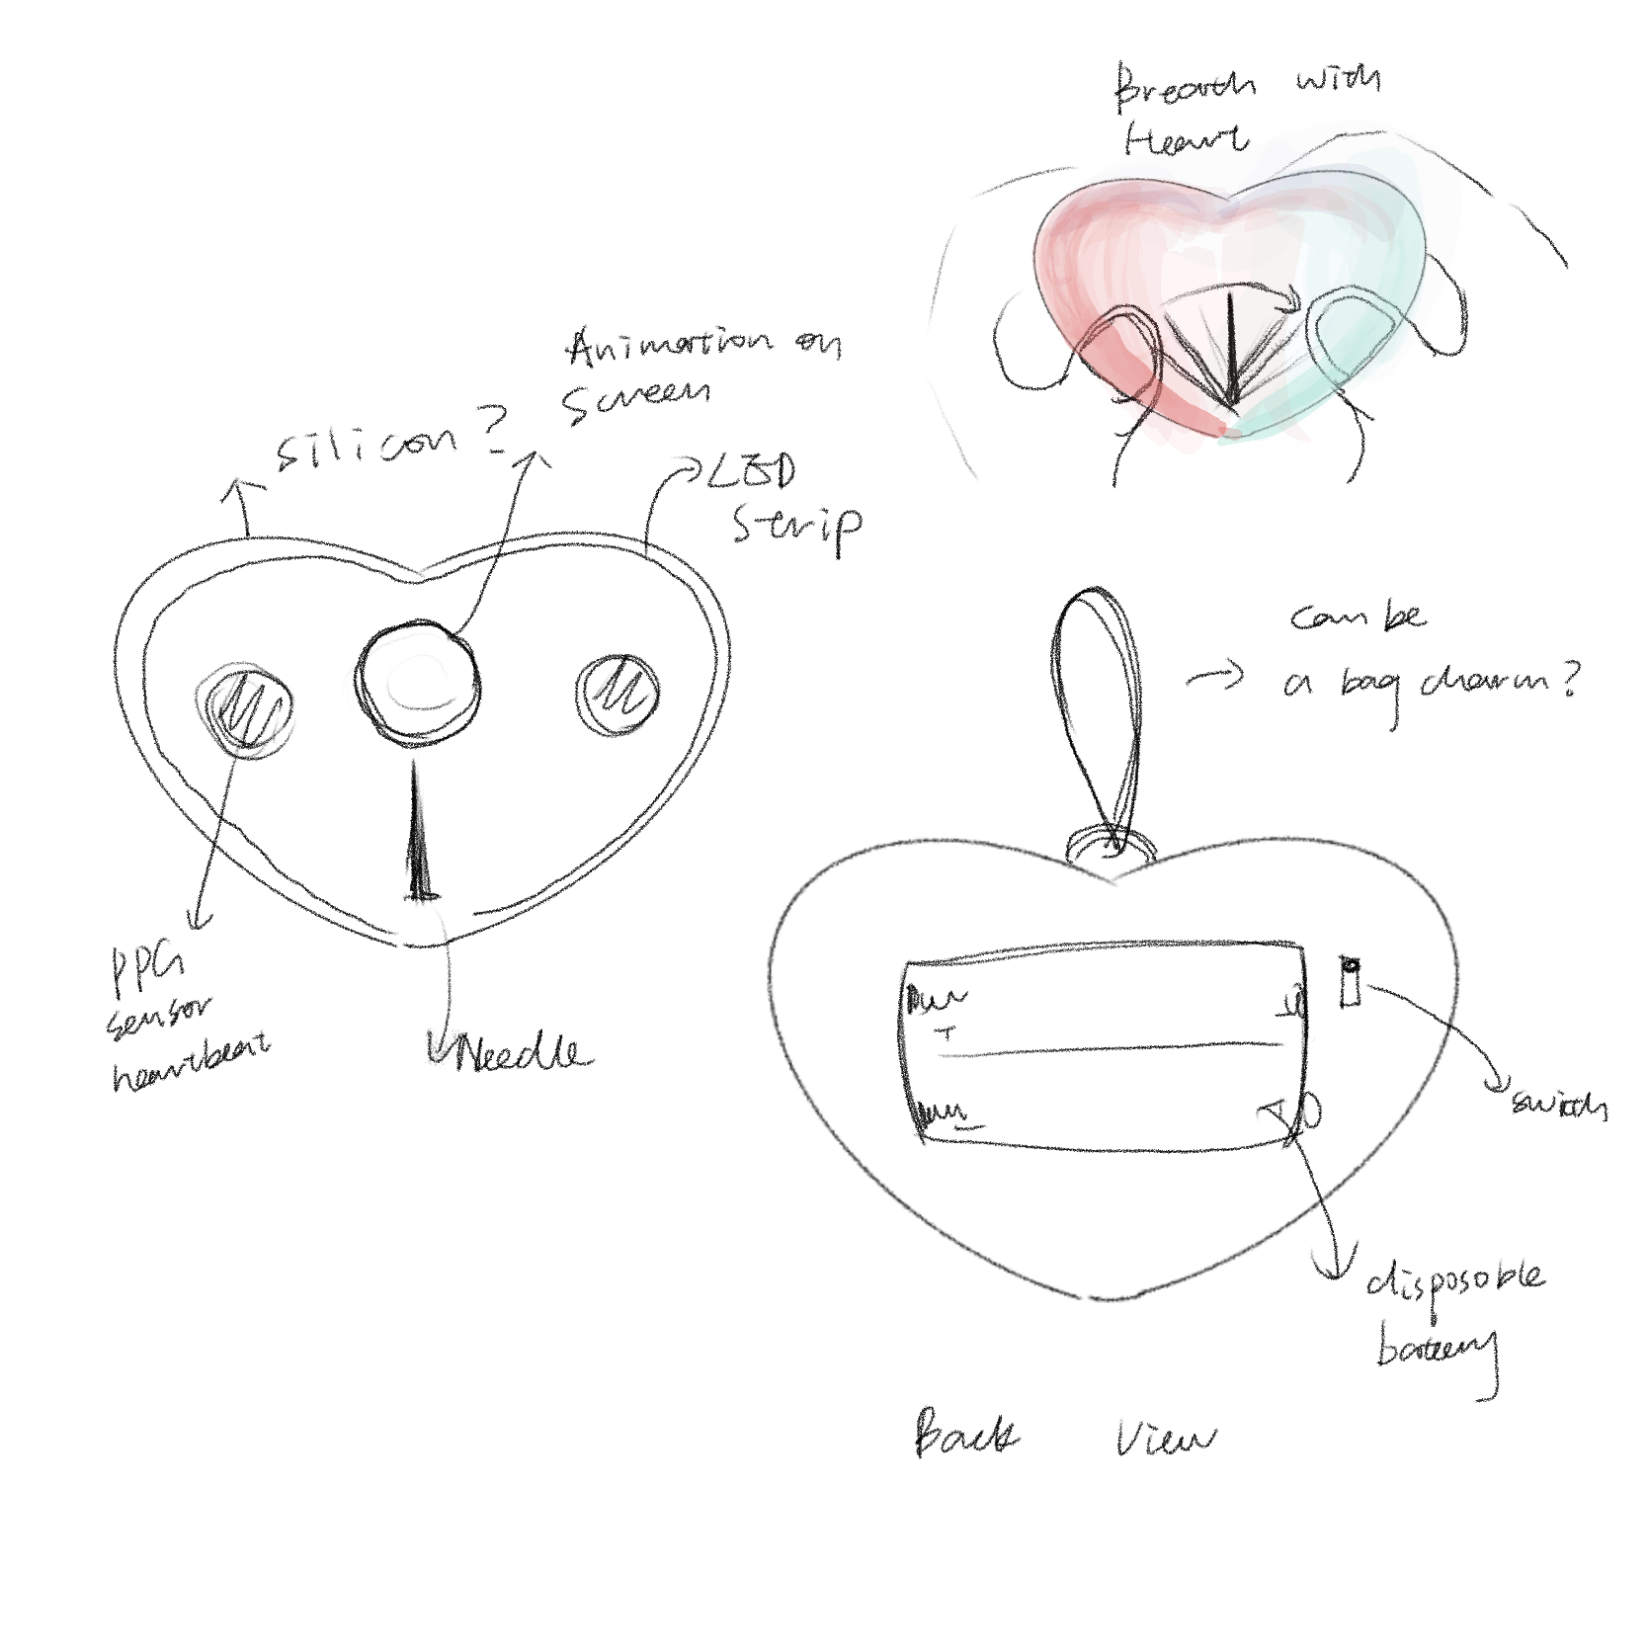 Breath with
Heart
Animation on
Screen
silicon?
LED
strip
can be
a bag charm?
PPG
sensor
heartbeat
Needle
switch
disposable
battery
Back View